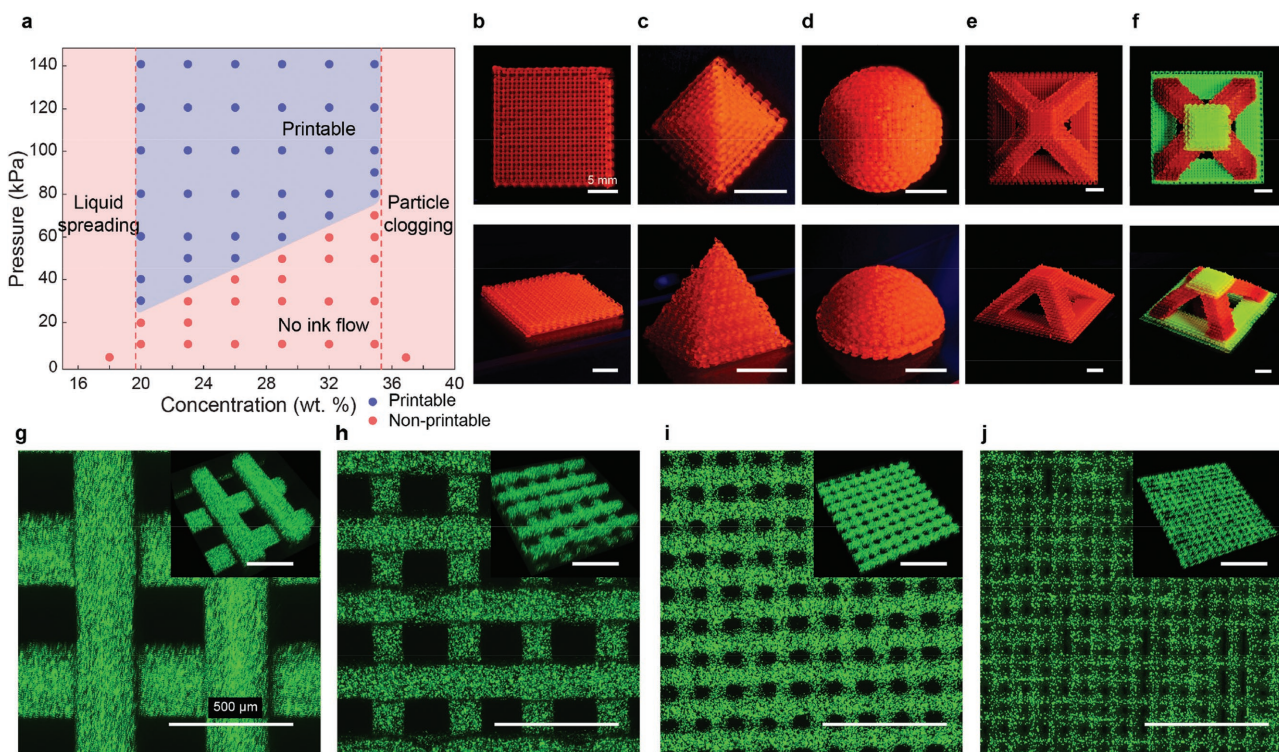 a
b
c
d
e
f
140
120
100
80
60
40
20
0
Pressure (kPa)
Printable
Liquid
spreading
Particle
clogging
No ink flow
16
20
24
28
32
36
40
Concentration (wt. %)
Printable
Non-printable
5 mm
g
h
i
j
500 µm